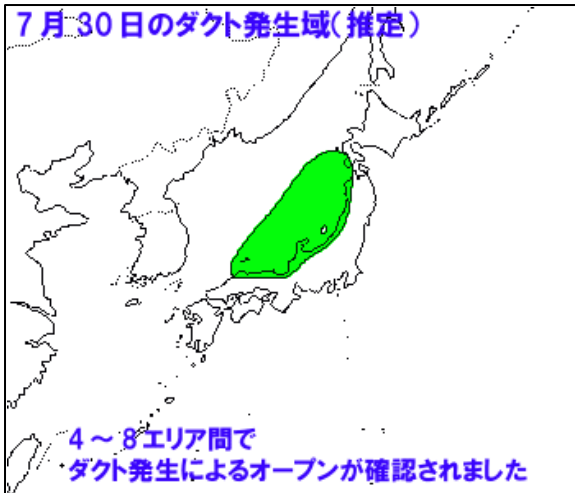 7月30日のダクト発生域(推定)
4～8エリア間で
ダクト発生によるオープンが確認されました